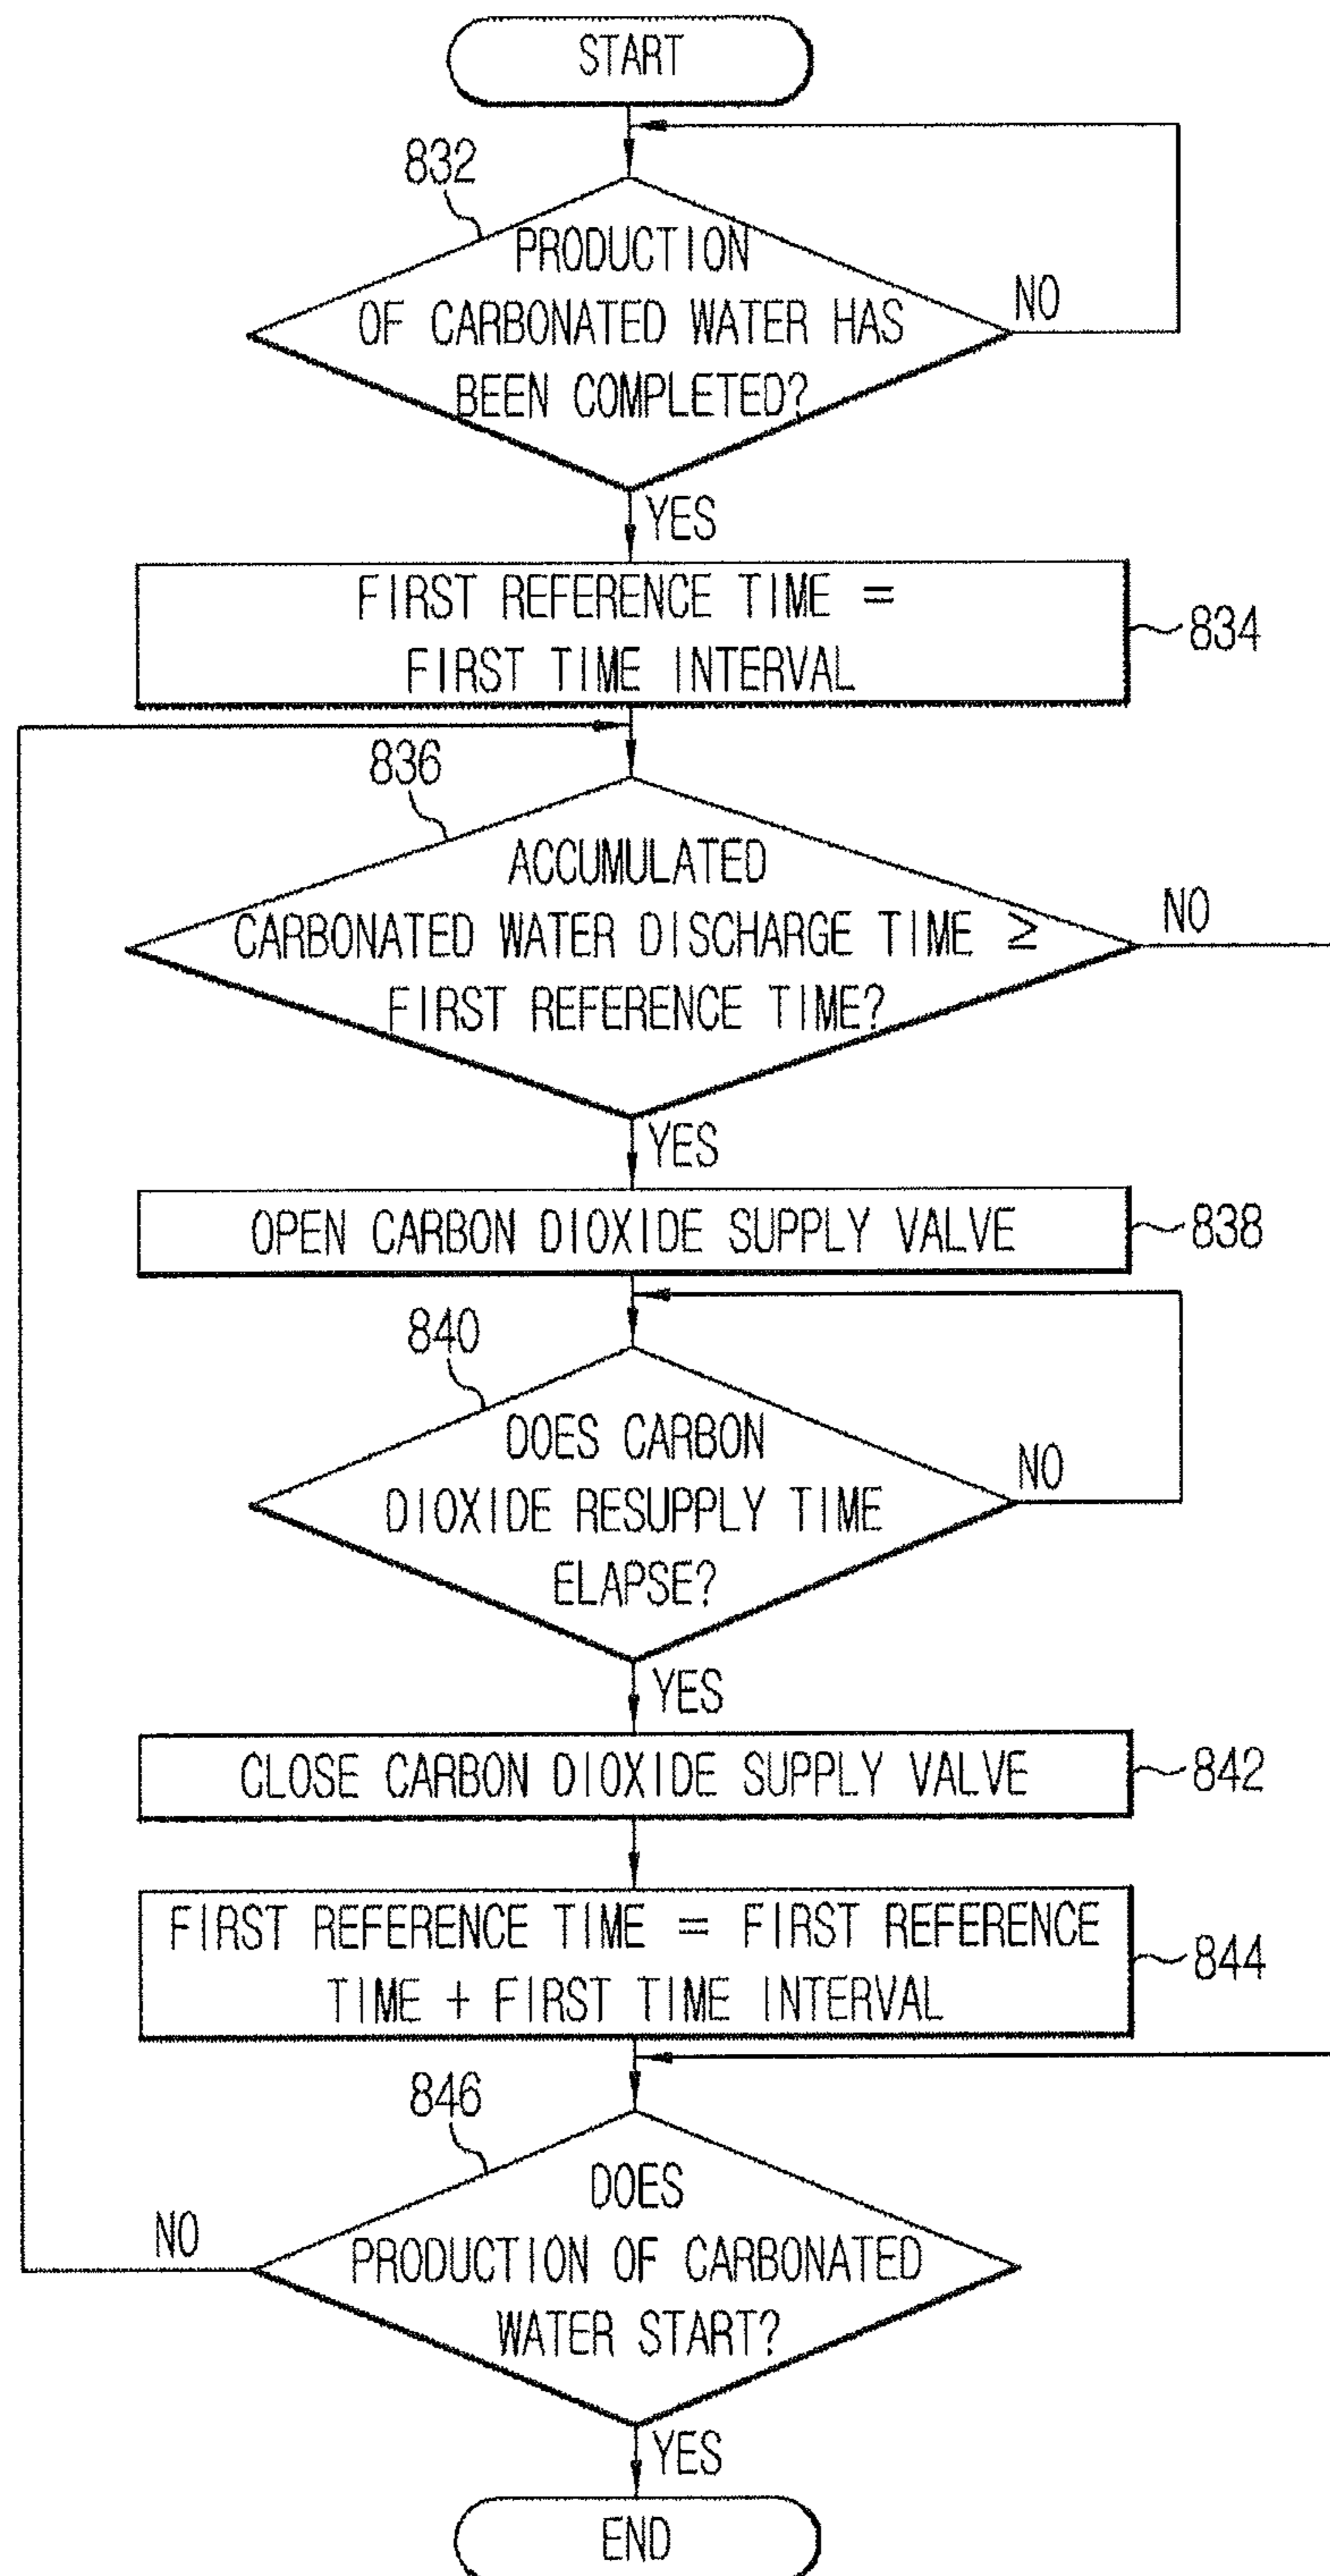 START
832
PRODUCTION
OF CARBONATED WATER HAS
BEEN COMPLETED?
NO
YES
FIRST REFERENCE TIME =
FIRST TIME INTERVAL
834
836
ACCUMULATED
CARBONATED WATER DISCHARGE TIME ≥
FIRST REFERENCE TIME?
NO
YES
OPEN CARBON DIOXIDE SUPPLY VALVE
838
840
DOES CARBON
DIOXIDE RESUPPLY TIME
ELAPSE?
NO
YES
CLOSE CARBON DIOXIDE SUPPLY VALVE
842
FIRST REFERENCE TIME = FIRST REFERENCE
TIME + FIRST TIME INTERVAL
844
846
DOES
PRODUCTION OF CARBONATED
WATER START?
NO
YES
END